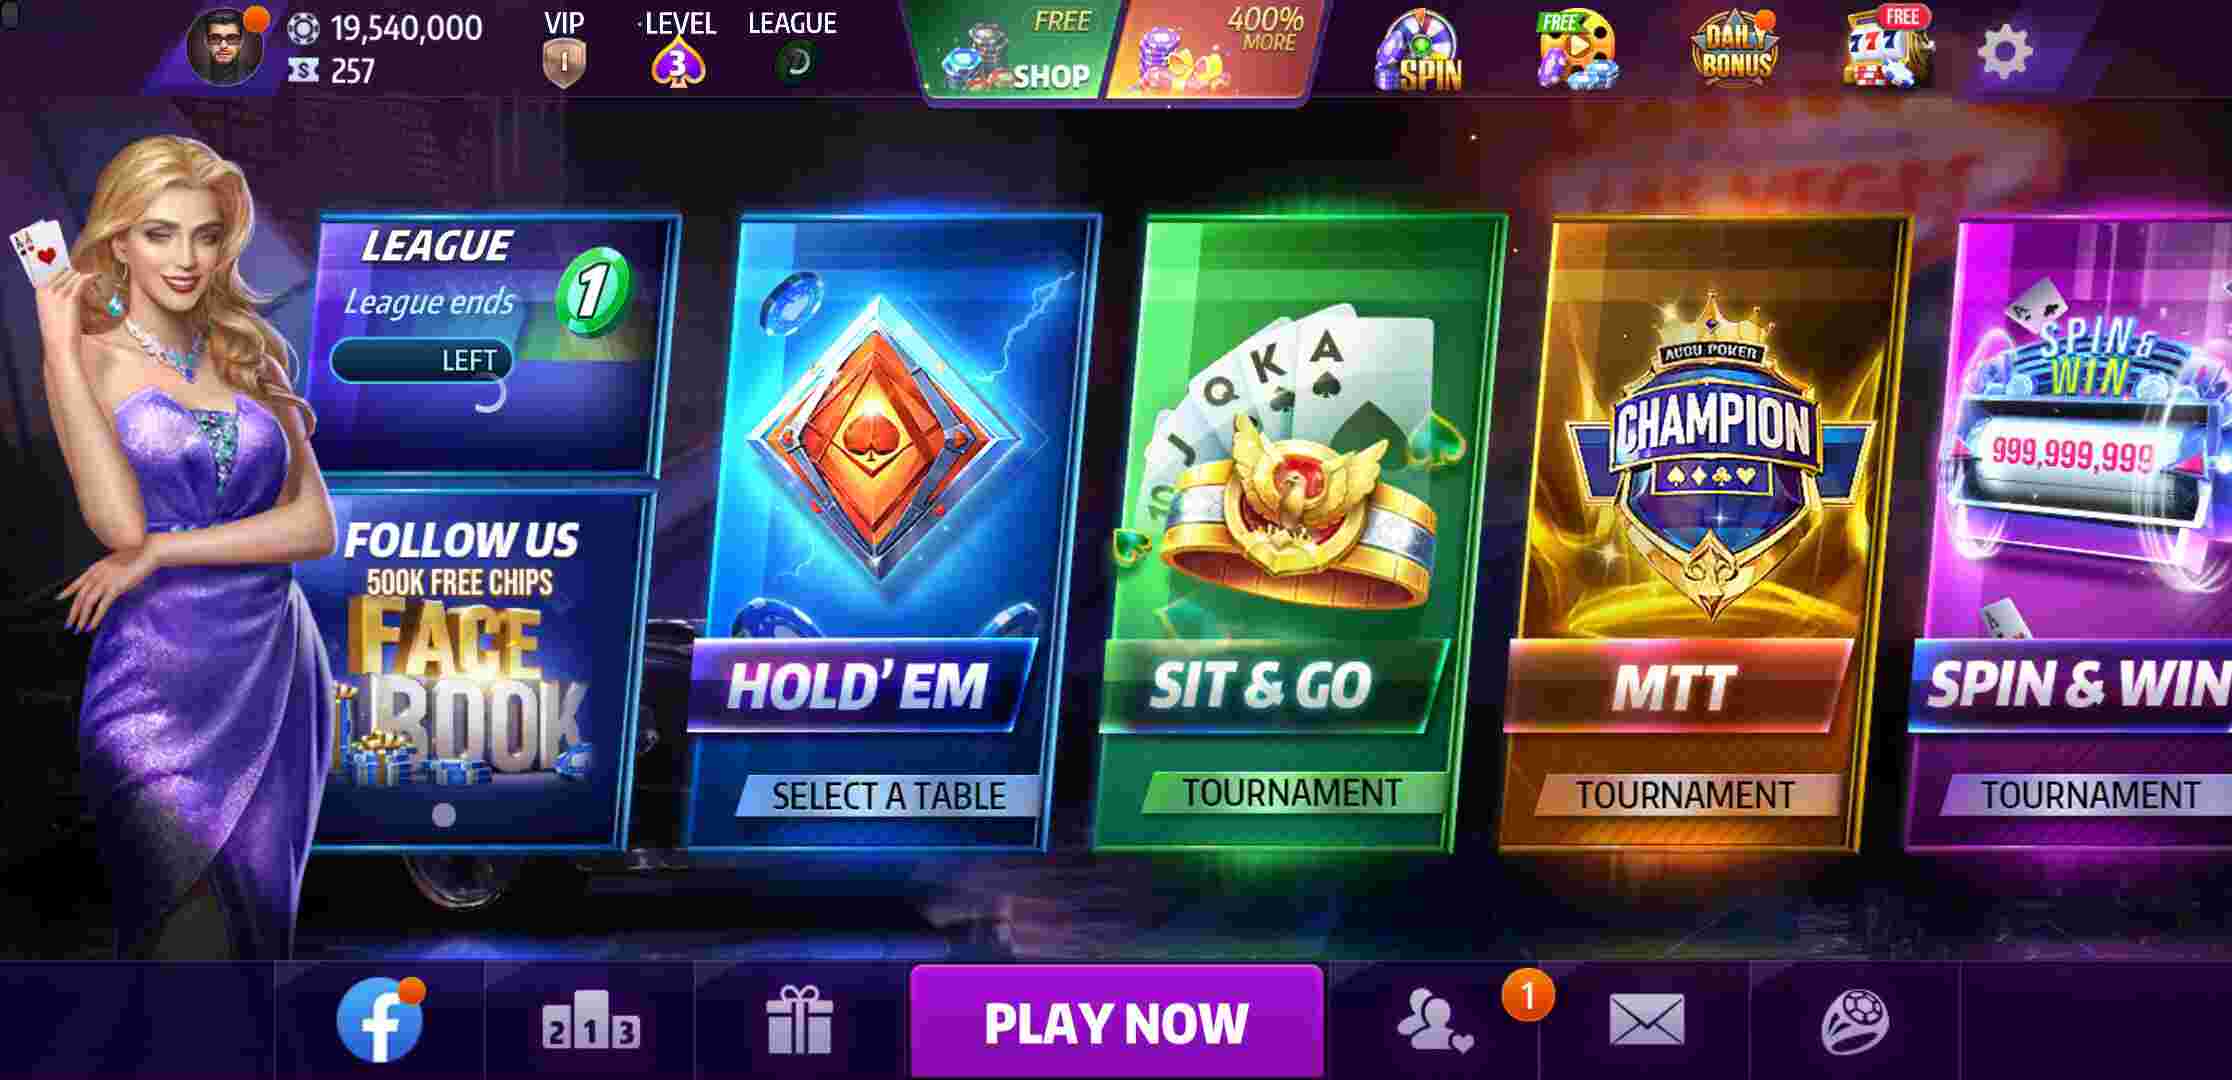 19,540,000
257
VIP
1
LEVEL
3
LEAGUE
FREE
SHOP
400%
MORE
SPIN
FREE
DAILY
BONUS
FREE
777
LEAGUE
League ends
1
LEFT
FOLLOW US
500K FREE CHIPS
FACE
BOOK
HOLD' EM
SELECT A TABLE
A
K
Q
J
10
SIT & GO
TOURNAMENT
CHAMPION
MTT
TOURNAMENT
SPIN &
WIN
999,999,999
SPIN & WIN
TOURNAMENT
f
2 1 3
PLAY NOW
1